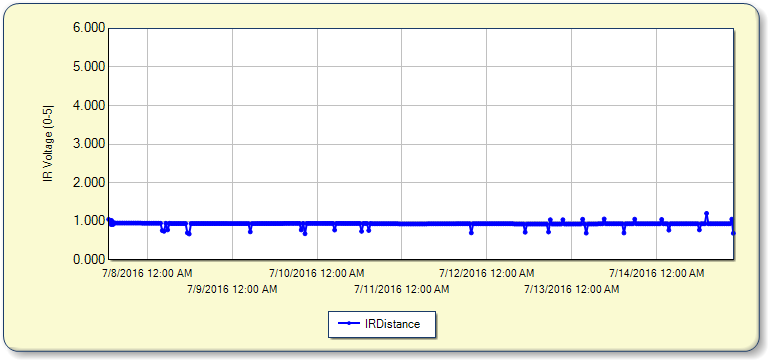 6.000
5.000
4.000
3.000
2.000
1.000
0.000
IR Voltage (0-5|
7/8/2016 12:00 AM
7/10/2016 12:00 AM
7/12/2016 12:00 AM
7/14/2016 12:00 AM
7/9/2016 12:00 AM
7/11/2016 12:00 AM
7/13/2016 12:00 AM
IRDistance